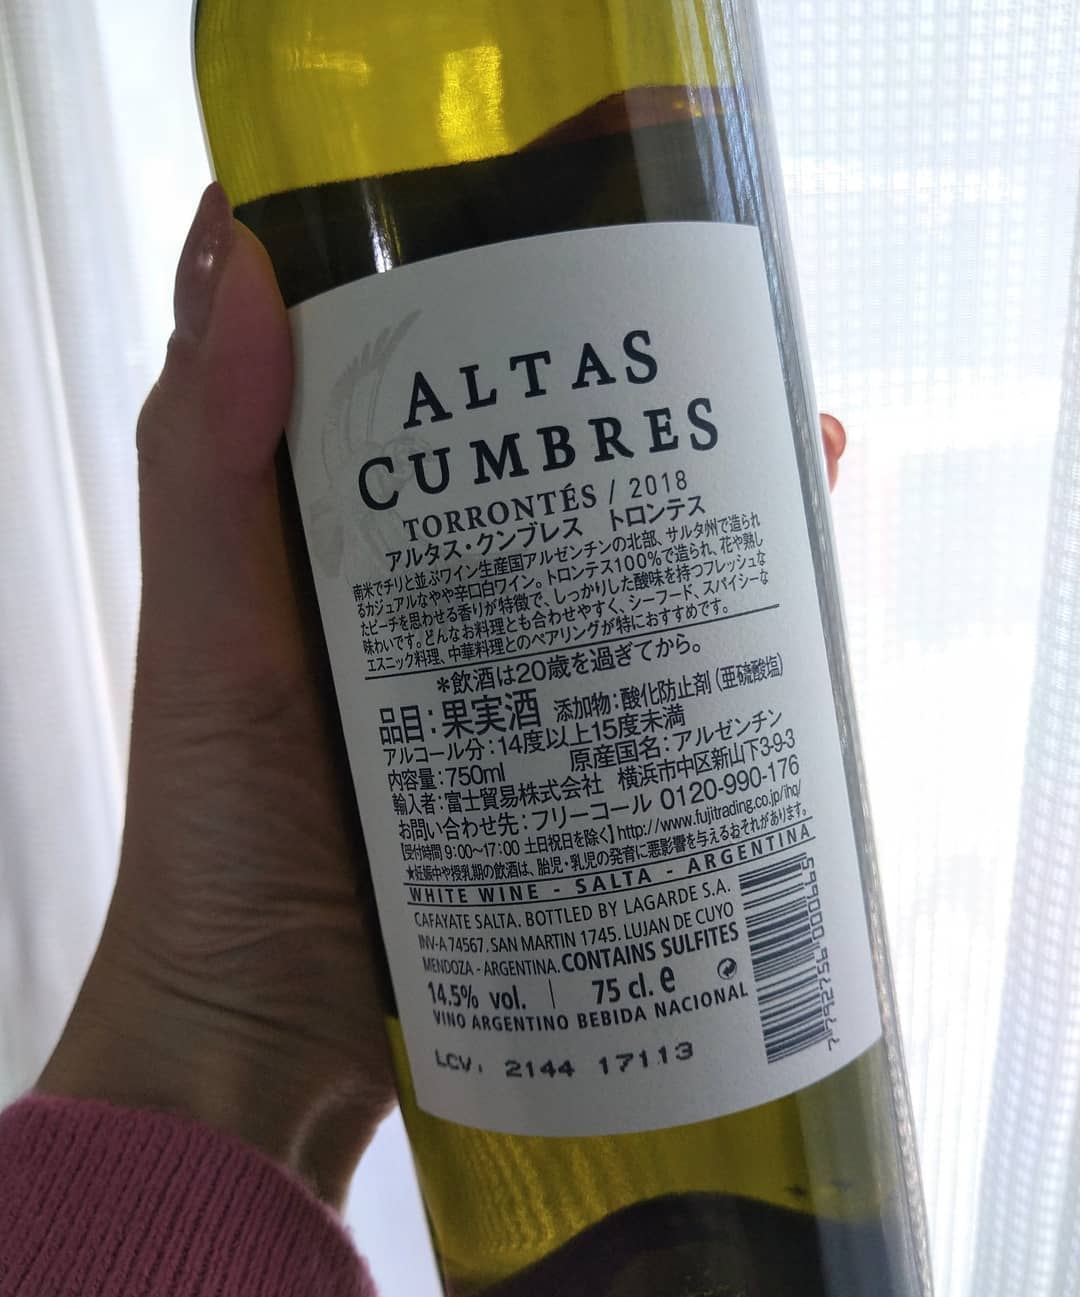 ALTAS
CUMBRES
TORRONTÉS / 2018
アルタス・クンブレス トロンテス
南米でチリと並ぶワイン生産国アルゼンチンの北部、サルタ州で造られ
るカジュアルなやや辛口白ワイン。トロンテス100%で造られ、花や熟し
たピーチを思わせる香りが特徴で、しっかりした酸味を持つフレッシュな
味わいです。どんなお料理とも合わせやすく、シーフード、スパイシーな
エスニック料理、中華料理とのペアリングが特におすすめです。
＊飲酒は20歳を過ぎてから。
品目：果実酒 添加物：酸化防止剤（亜硫酸塩）
アルコール分：14度以上15度未満
内容量：750ml 原産国名：アルゼンチン
輸入者：富士貿易株式会社 横浜市中区新山下3-9-3
お問い合わせ先：フリーコール 0120-990-176
【受付時間 9:00～17:00 土日祝日を除く】http://www.fujitrading.co.jp/ihq/
★妊娠中や授乳期の飲酒は、胎児・乳児の発育に悪影響を与えるおそれがあります。
WHITE WINE - SALTA - ARGENTINA
CAFAYATE SALTA. BOTTLED BY LAGARDE S.A.
INV-A 74567. SAN MARTIN 1745. LUJAN DE CUYO
MENDOZA - ARGENTINA. CONTAINS SULFITES
14.5% vol. | 75 cl. e
VINO ARGENTINO BEBIDA NACIONAL
LCV. 2144 17113
7 792756 000665